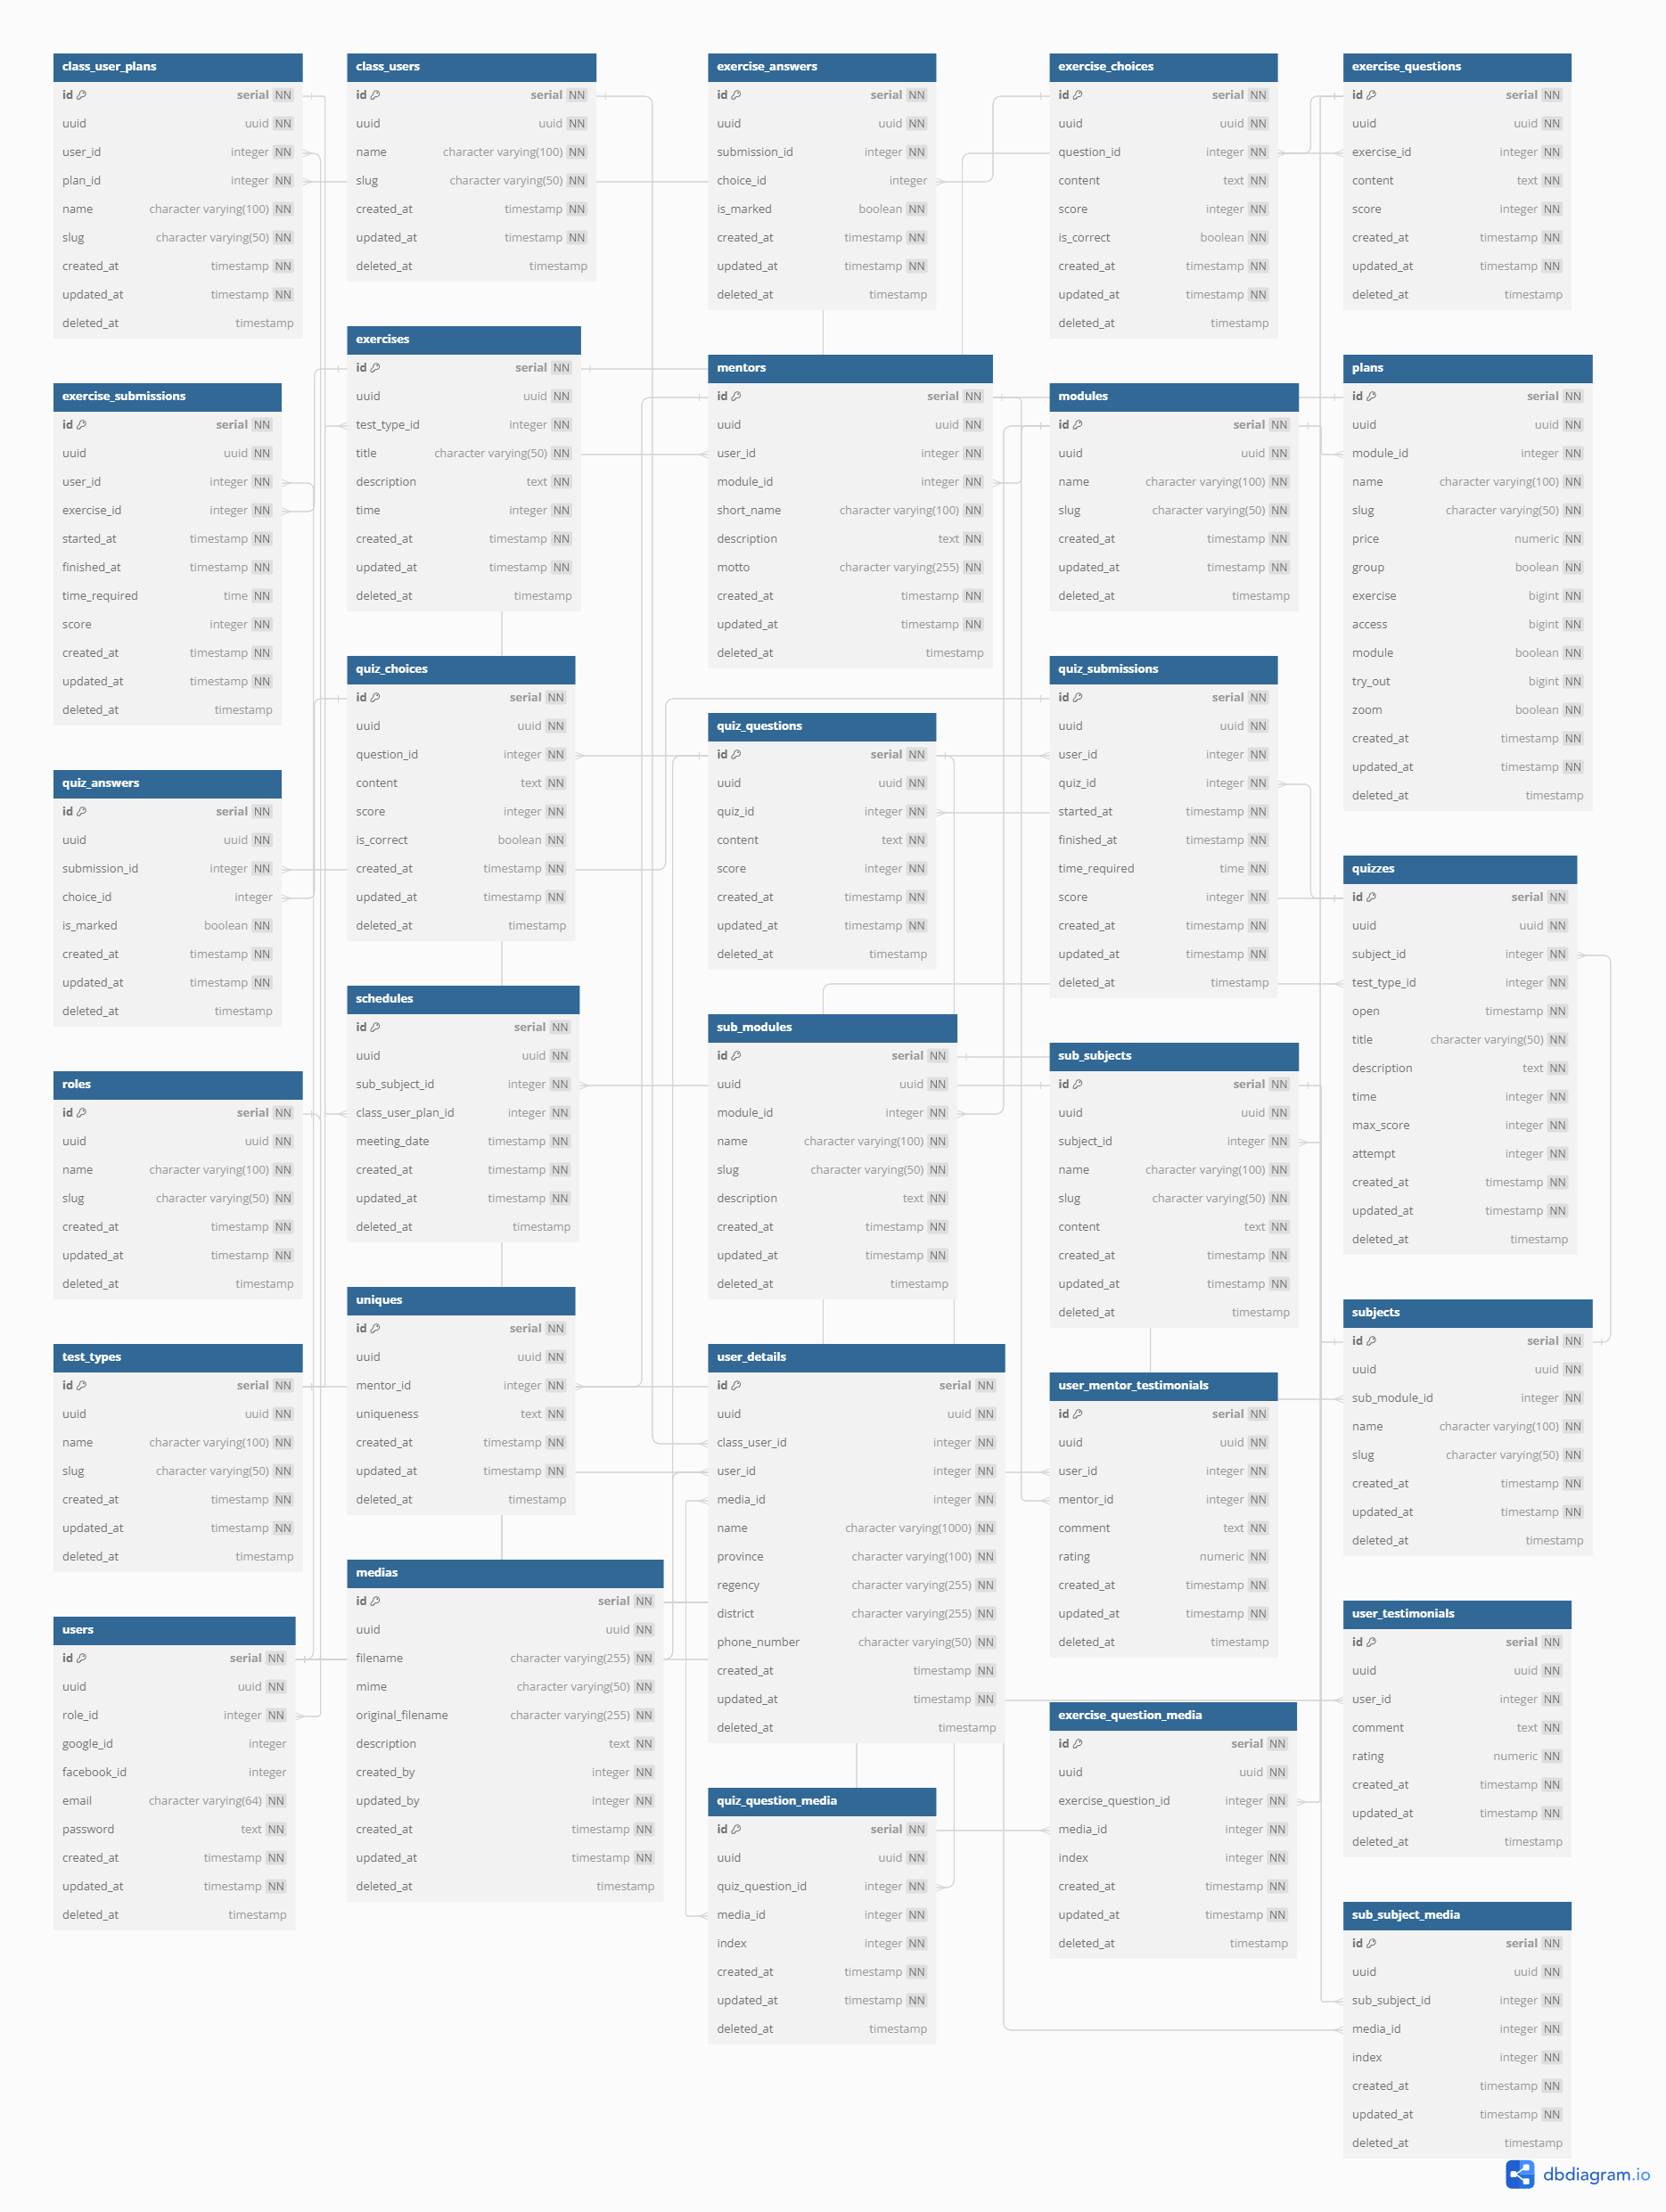 class_user_plans
id serial NN
uuid uuid NN
user_id integer NN
plan_id integer NN
name character varying(100) NN
slug character varying(50) NN
created_at timestamp NN
updated_at timestamp NN
deleted_at timestamp
exercise_submissions
id serial NN
uuid uuid NN
user_id integer NN
exercise_id integer NN
started_at timestamp NN
finished_at timestamp NN
time_required time NN
score integer NN
created_at timestamp NN
updated_at timestamp NN
deleted_at timestamp
quiz_answers
id serial NN
uuid uuid NN
submission_id integer NN
choice_id integer
is_marked boolean NN
created_at timestamp NN
updated_at timestamp NN
deleted_at timestamp
roles
id serial NN
uuid uuid NN
name character varying(100) NN
slug character varying(50) NN
created_at timestamp NN
updated_at timestamp NN
deleted_at timestamp
test_types
id serial NN
uuid uuid NN
name character varying(100) NN
slug character varying(50) NN
created_at timestamp NN
updated_at timestamp NN
deleted_at timestamp
users
id serial NN
uuid uuid NN
role_id integer NN
google_id integer
facebook_id integer
email character varying(64) NN
password text NN
created_at timestamp NN
updated_at timestamp NN
deleted_at timestamp
class_users
id serial NN
uuid uuid NN
name character varying(100) NN
slug character varying(50) NN
created_at timestamp NN
updated_at timestamp NN
deleted_at timestamp
exercises
id serial NN
uuid uuid NN
test_type_id integer NN
title character varying(50) NN
description text NN
time integer NN
created_at timestamp NN
updated_at timestamp NN
deleted_at timestamp
quiz_choices
id serial NN
uuid uuid NN
question_id integer NN
content text NN
score integer NN
is_correct boolean NN
created_at timestamp NN
updated_at timestamp NN
deleted_at timestamp
schedules
id serial NN
uuid uuid NN
sub_subject_id integer NN
class_user_plan_id integer NN
meeting_date timestamp NN
created_at timestamp NN
updated_at timestamp NN
deleted_at timestamp
uniques
id serial NN
uuid uuid NN
mentor_id integer NN
uniqueness text NN
created_at timestamp NN
updated_at timestamp NN
deleted_at timestamp
medias
id serial NN
uuid uuid NN
filename character varying(255) NN
mime character varying(50) NN
original_filename character varying(255) NN
description text NN
created_by integer NN
updated_by integer NN
created_at timestamp NN
updated_at timestamp NN
deleted_at timestamp
exercise_answers
id serial NN
uuid uuid NN
submission_id integer NN
choice_id integer
is_marked boolean NN
created_at timestamp NN
updated_at timestamp NN
deleted_at timestamp
mentors
id serial NN
uuid uuid NN
user_id integer NN
module_id integer NN
short_name character varying(100) NN
description text NN
motto character varying(255) NN
created_at timestamp NN
updated_at timestamp NN
deleted_at timestamp
quiz_questions
id serial NN
uuid uuid NN
quiz_id integer NN
content text NN
score integer NN
created_at timestamp NN
updated_at timestamp NN
deleted_at timestamp
sub_modules
id serial NN
uuid uuid NN
module_id integer NN
name character varying(100) NN
slug character varying(50) NN
description text NN
created_at timestamp NN
updated_at timestamp NN
deleted_at timestamp
user_details
id serial NN
uuid uuid NN
class_user_id integer NN
user_id integer NN
media_id integer NN
name character varying(1000) NN
province character varying(100) NN
regency character varying(255) NN
district character varying(255) NN
phone_number character varying(50) NN
created_at timestamp NN
updated_at timestamp NN
deleted_at timestamp
quiz_question_media
id serial NN
uuid uuid NN
quiz_question_id integer NN
media_id integer NN
index integer NN
created_at timestamp NN
updated_at timestamp NN
deleted_at timestamp
exercise_choices
id serial NN
uuid uuid NN
question_id integer NN
content text NN
score integer NN
is_correct boolean NN
created_at timestamp NN
updated_at timestamp NN
deleted_at timestamp
modules
id serial NN
uuid uuid NN
name character varying(100) NN
slug character varying(50) NN
created_at timestamp NN
updated_at timestamp NN
deleted_at timestamp
quiz_submissions
id serial NN
uuid uuid NN
user_id integer NN
quiz_id integer NN
started_at timestamp NN
finished_at timestamp NN
time_required time NN
score integer NN
created_at timestamp NN
updated_at timestamp NN
deleted_at timestamp
sub_subjects
id serial NN
uuid uuid NN
subject_id integer NN
name character varying(100) NN
slug character varying(50) NN
content text NN
created_at timestamp NN
updated_at timestamp NN
deleted_at timestamp
user_mentor_testimonials
id serial NN
uuid uuid NN
user_id integer NN
mentor_id integer NN
comment text NN
rating numeric NN
created_at timestamp NN
updated_at timestamp NN
deleted_at timestamp
exercise_question_media
id serial NN
uuid uuid NN
exercise_question_id integer NN
media_id integer NN
index integer NN
created_at timestamp NN
updated_at timestamp NN
deleted_at timestamp
exercise_questions
id serial NN
uuid uuid NN
exercise_id integer NN
content text NN
score integer NN
created_at timestamp NN
updated_at timestamp NN
deleted_at timestamp
plans
id serial NN
uuid uuid NN
module_id integer NN
name character varying(100) NN
slug character varying(50) NN
price numeric NN
group boolean NN
exercise bigint NN
access bigint NN
module boolean NN
try_out bigint NN
zoom boolean NN
created_at timestamp NN
updated_at timestamp NN
deleted_at timestamp
quizzes
id serial NN
uuid uuid NN
subject_id integer NN
test_type_id integer NN
open timestamp NN
title character varying(50) NN
description text NN
time integer NN
max_score integer NN
attempt integer NN
created_at timestamp NN
updated_at timestamp NN
deleted_at timestamp
subjects
id serial NN
uuid uuid NN
sub_module_id integer NN
name character varying(100) NN
slug character varying(50) NN
created_at timestamp NN
updated_at timestamp NN
deleted_at timestamp
user_testimonials
id serial NN
uuid uuid NN
user_id integer NN
comment text NN
rating numeric NN
created_at timestamp NN
updated_at timestamp NN
deleted_at timestamp
sub_subject_media
id serial NN
uuid uuid NN
sub_subject_id integer NN
media_id integer NN
index integer NN
created_at timestamp NN
updated_at timestamp NN
deleted_at timestamp
dbdiagram.io